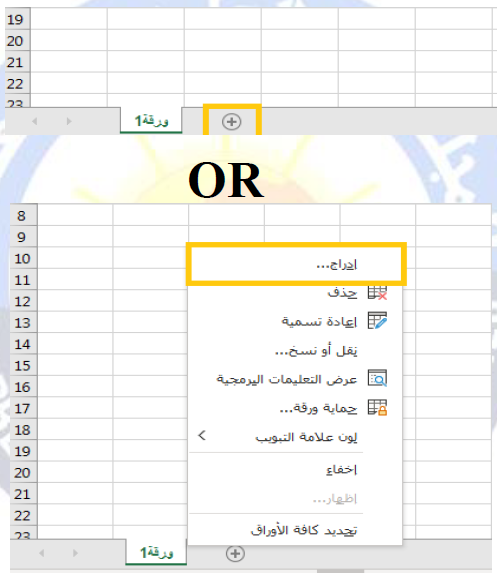 19
20
21
22
23
ورقة1
OR
8
9
10
11
12
13
14
15
16
17
18
19
20
21
22
23
إدراج...
حذف
إعادة تسمية
نقل أو نسخ...
عرض التعليمات البرمجية
حماية ورقة...
لون علامة التبويب
إخفاء
إظهار...
تحديد كافة الأوراق
ورقة1